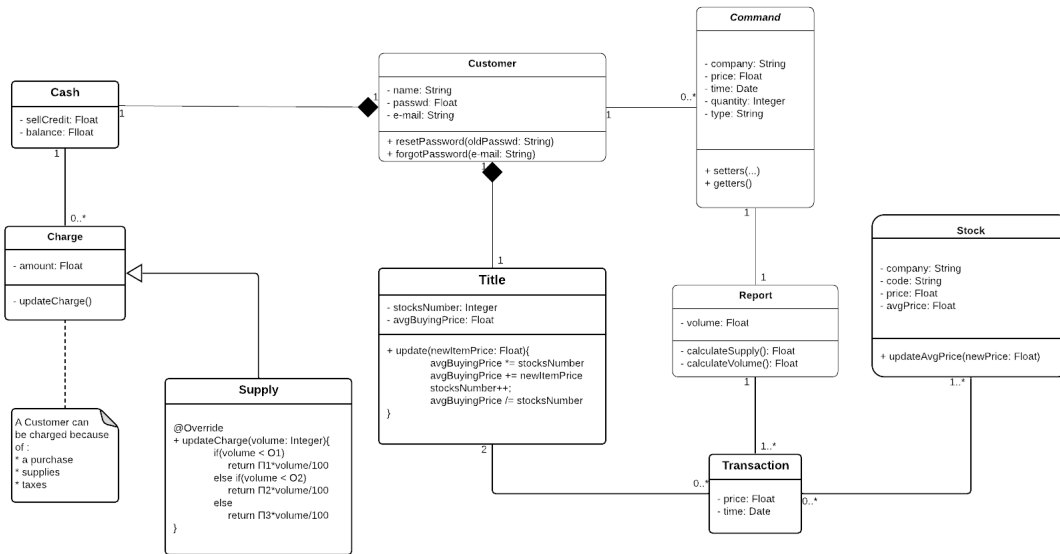 Command
- company: String
- price: Float
- time: Date
- quantity: Integer
- type: String
+ setters(...)
+ getters()
1
Customer
- name: String
- passwd: Float
- e-mail: String
+ resetPassword(oldPasswd: String)
+ forgotPassword(e-mail: String)
1
1
1
0..*
Cash
- sellCredit: Float
- balance: Flloat
1
1
0..*
Charge
- amount: Float
- updateCharge()
A Customer can
be charged because
of :
* a purchase
* supplies
* taxes
Supply
@Override
+ updateCharge(volume: Integer){
if(volume < O1)
return Π1*volume/100
else if(volume < O2)
return Π2*volume/100
else
return Π3*volume/100
}
1
Title
- stocksNumber: Integer
- avgBuyingPrice: Float
+ update(newItemPrice: Float){
avgBuyingPrice *= stocksNumber
avgBuyingPrice += newItemPrice
stocksNumber++;
avgBuyingPrice /= stocksNumber
}
2
1
Report
- volume: Float
- calculateSupply(): Float
- calculateVolume(): Float
1
1..*
Stock
- company: String
- code: String
- price: Float
- avgPrice: Float
+ updateAvgPrice(newPrice: Float)
1..*
0..*
Transaction
- price: Float
- time: Date
0..*